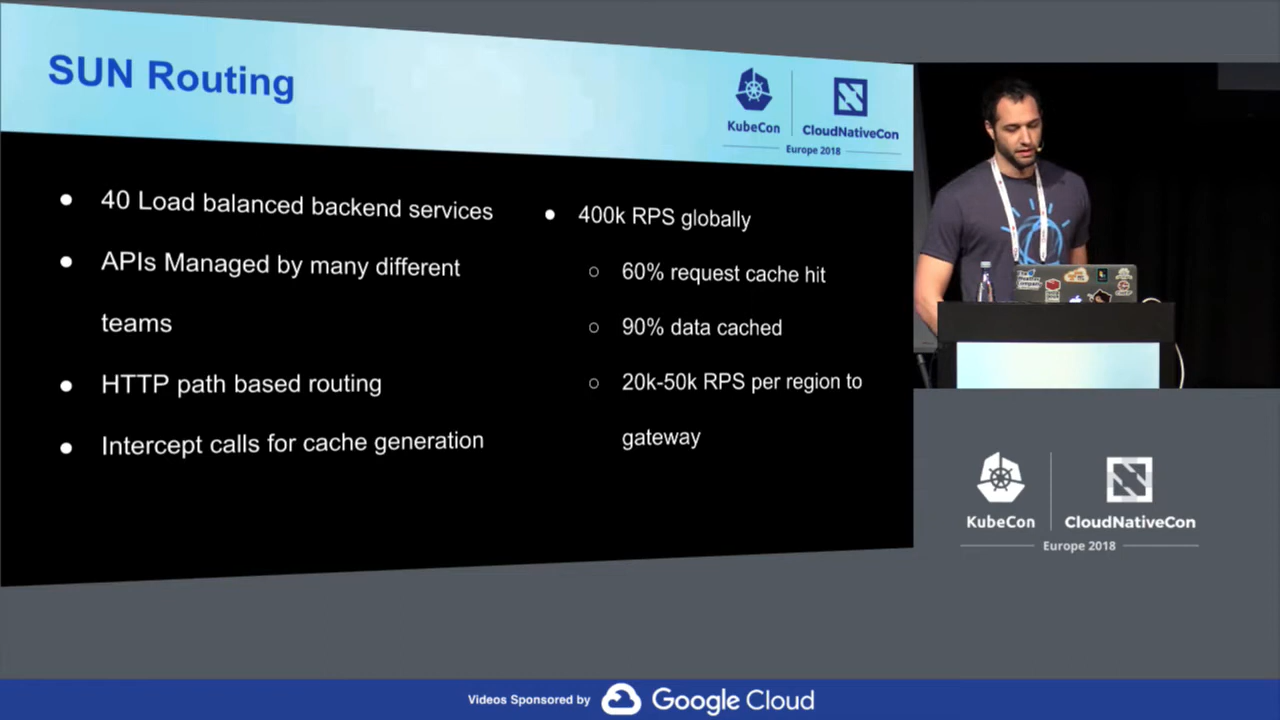 SUN Routing
KubeCon
CloudNativeCon
Europe 2018
● 40 Load balanced backend services
● APIs Managed by many different
teams
● HTTP path based routing
● Intercept calls for cache generation
● 400k RPS globally
○ 60% request cache hit
○ 90% data cached
○ 20k-50k RPS per region to
gateway
KubeCon
CloudNativeCon
Europe 2018
Videos Sponsored by
Google Cloud